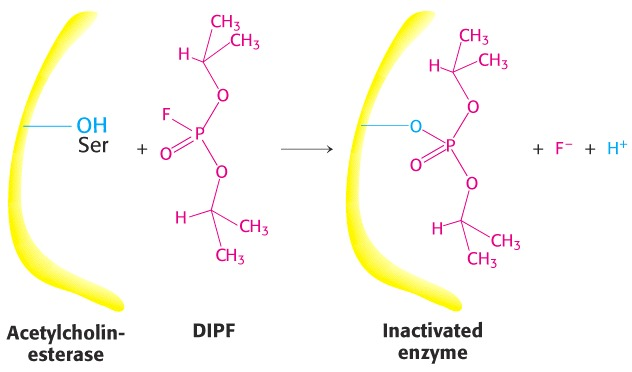 CH3
H
CH3
O
F
P
O
O
H
CH3
CH3
OH
Ser
+
CH3
H
CH3
O
O
P
O
O
H
CH3
CH3
+ F⁻ + H⁺
Acetylcholin-
esterase
DIPF
Inactivated
enzyme